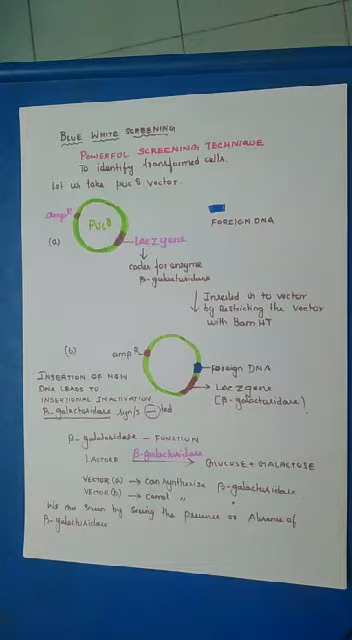 BLUE WHITE SCREENING
POWERFUL SCREENING TECHNIQUE
To identify transformed cells.
Let us take puc 8 vector.
ampR
PUC8
FOREIGN DNA
(a)
Lac z gene
codes for enzyme
β-galactosidase
Inserted in to vector
by Restricting the vector
with Bam HI
(b)
ampR
foreign DNA
Lac z gene
(β-galactosidase)
INSERTION OF NEW
DNA LEADS TO
INSERTIONAL INACTIVATION
β-galactosidase syn/s (–) led
β-galactosidase – FUNCTION
LACTOSE β-galactosidase GLUCOSE + GALACTOSE
VECTOR (a) → can synthesize β-galactosidase
VECTOR (b) → cannot " "
We can screen by seeing the presence or Absence of
β-galactosidase